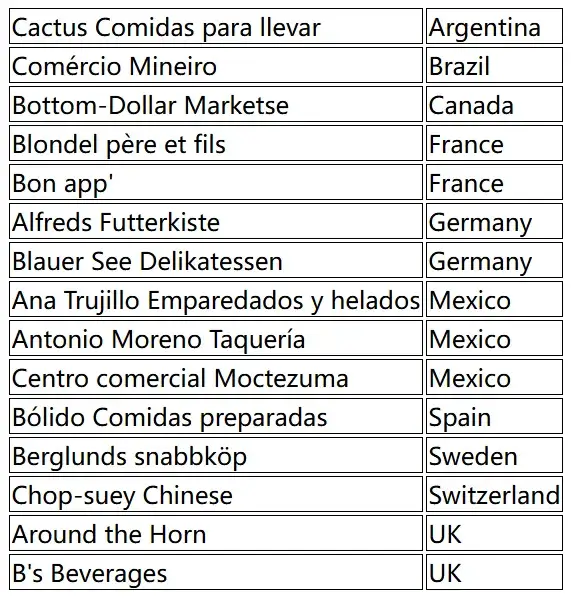 Cactus Comidas para llevar Argentina
Comércio Mineiro Brazil
Bottom-Dollar Marketse Canada
Blondel père et fils France
Bon app' France
Alfreds Futterkiste Germany
Blauer See Delikatessen Germany
Ana Trujillo Emparedados y helados Mexico
Antonio Moreno Taquería Mexico
Centro comercial Moctezuma Mexico
Bólido Comidas preparadas Spain
Berglunds snabbköp Sweden
Chop-suey Chinese Switzerland
Around the Horn UK
B's Beverages UK